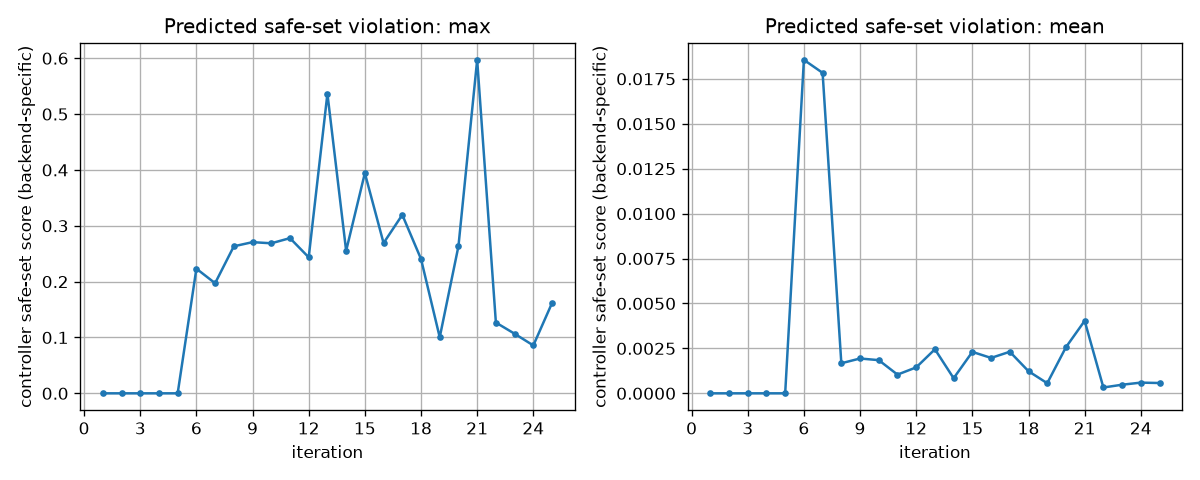 Predicted safe-set violation: max
controller safe-set score (backend-specific)
0.6
0.5
0.4
0.3
0.2
0.1
0.0
0 3 6 9 12 15 18 21 24
iteration
Predicted safe-set violation: mean
controller safe-set score (backend-specific)
0.0175
0.0150
0.0125
0.0100
0.0075
0.0050
0.0025
0.0000
0 3 6 9 12 15 18 21 24
iteration